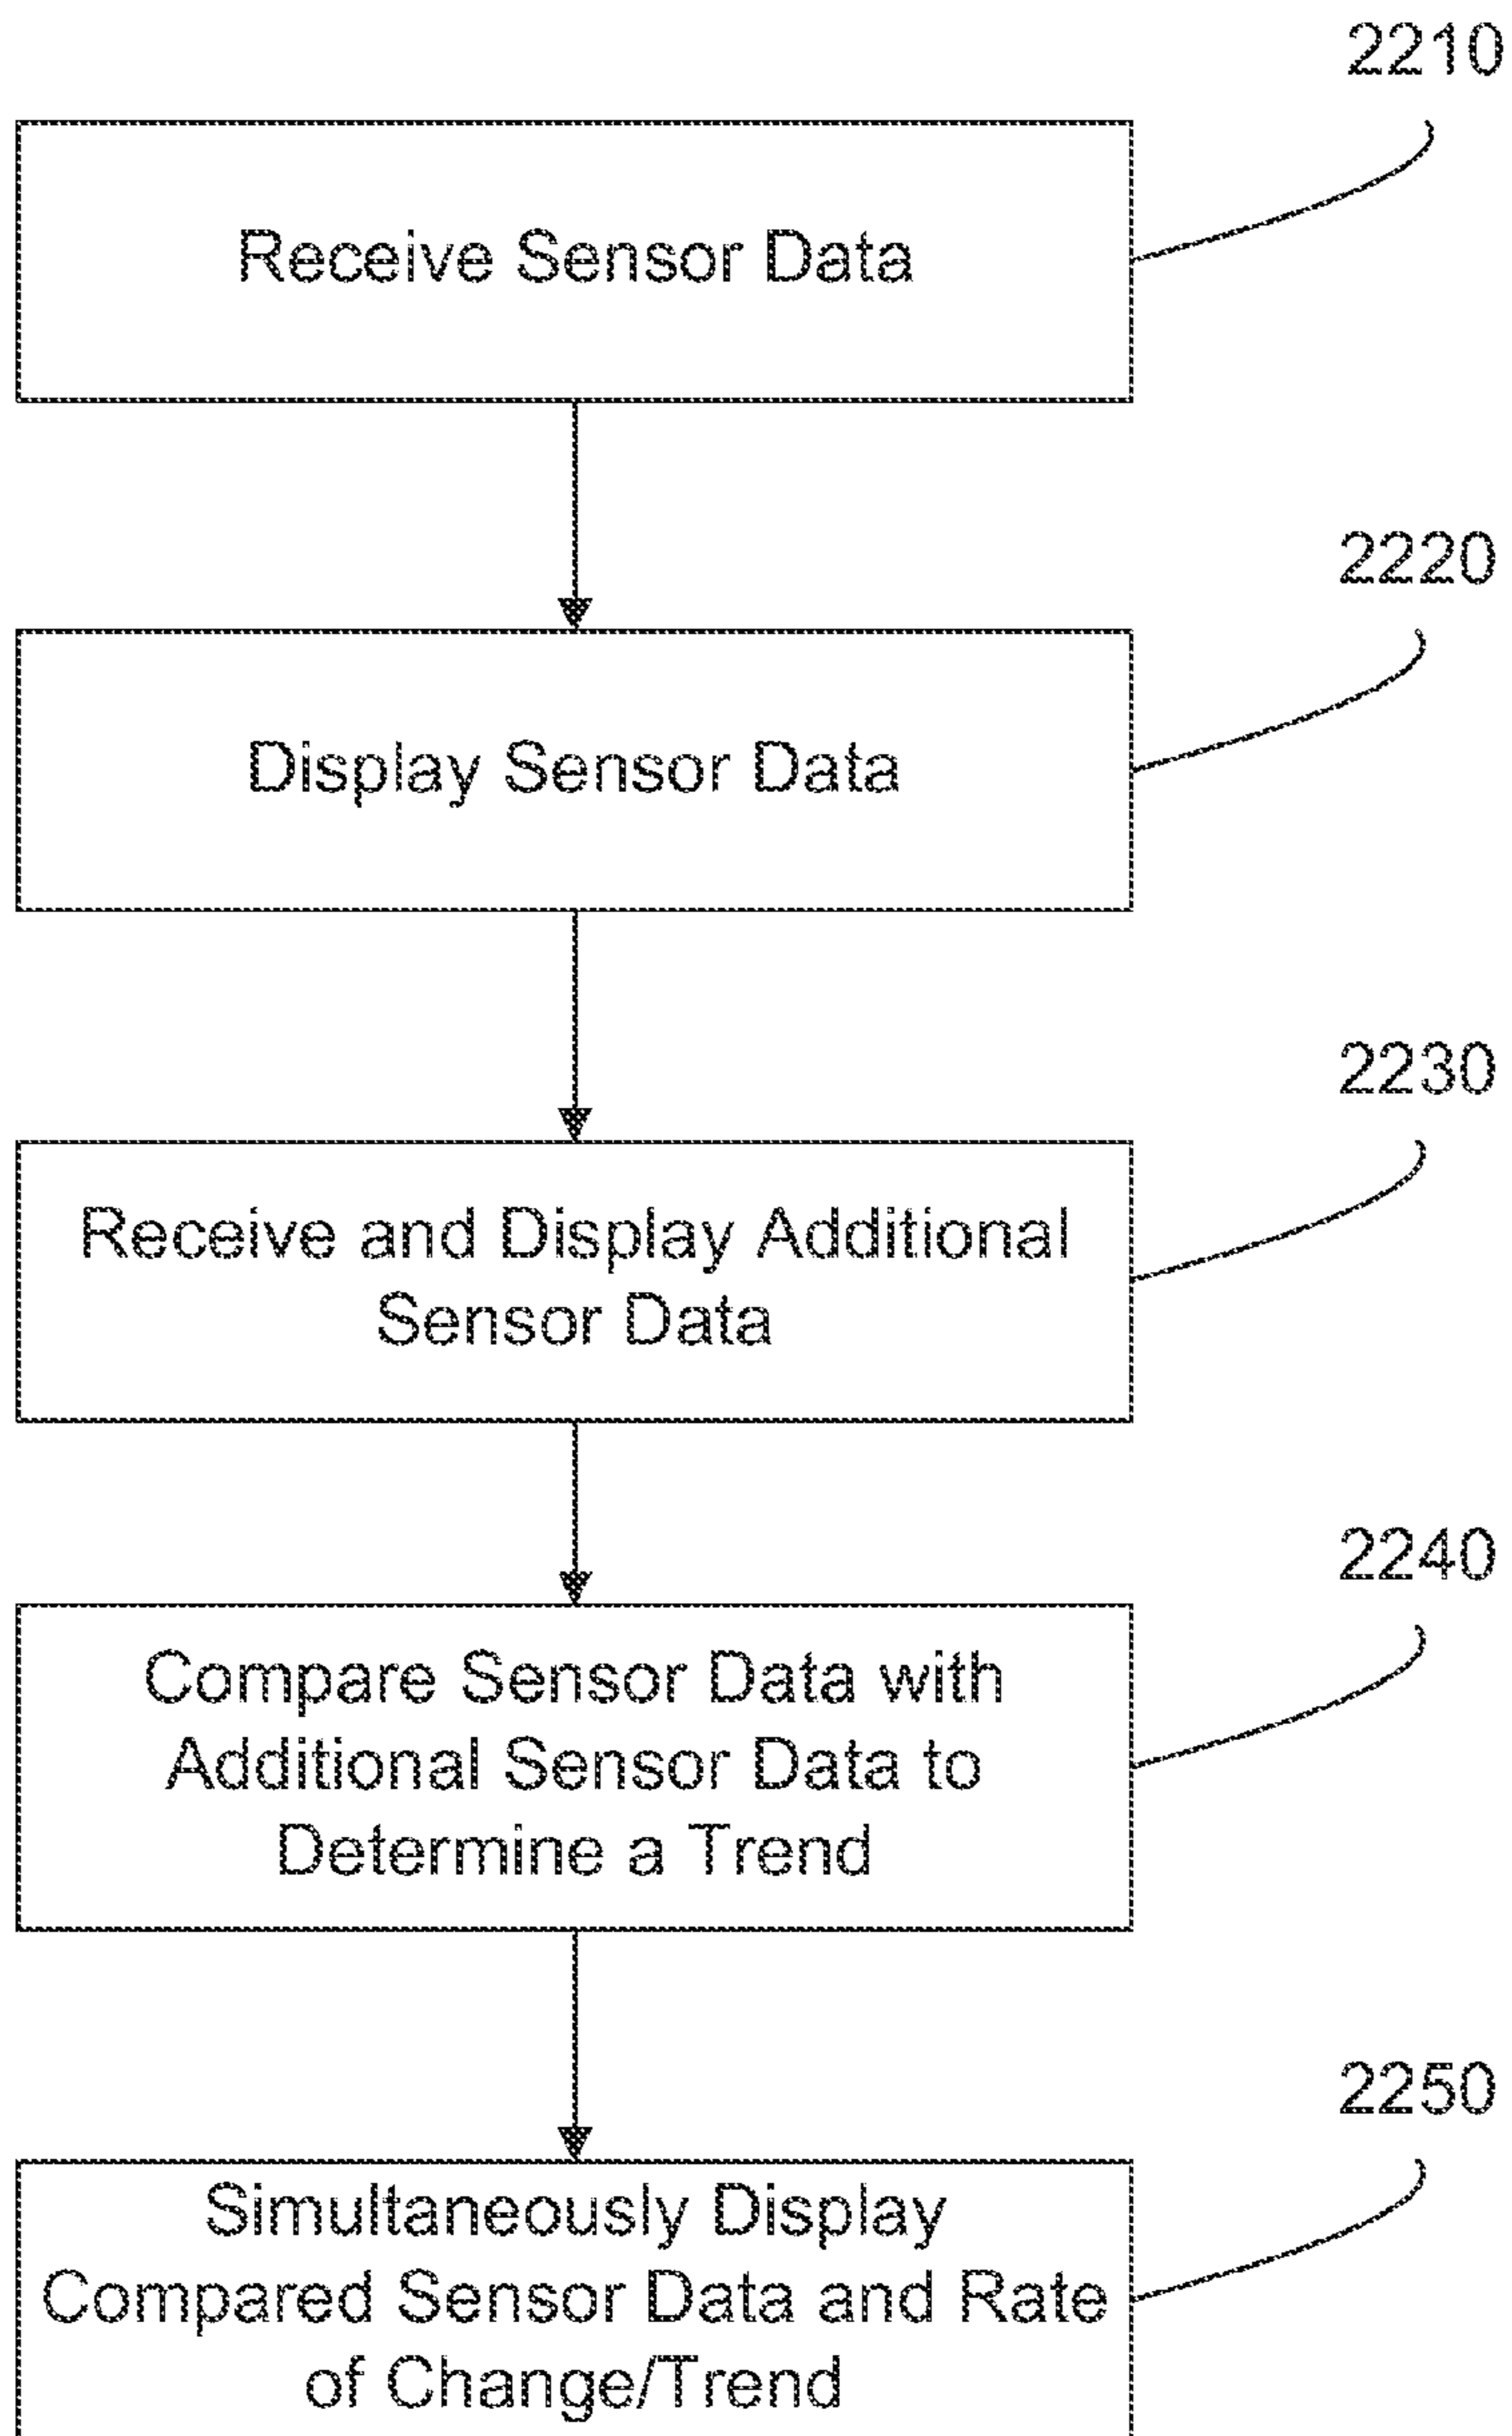 2210
Receive Sensor Data
2220
Display Sensor Data
2230
Receive and Display Additional
Sensor Data
2240
Compare Sensor Data with
Additional Sensor Data to
Determine a Trend
2250
Simultaneously Display
Compared Sensor Data and Rate
of Change/Trend